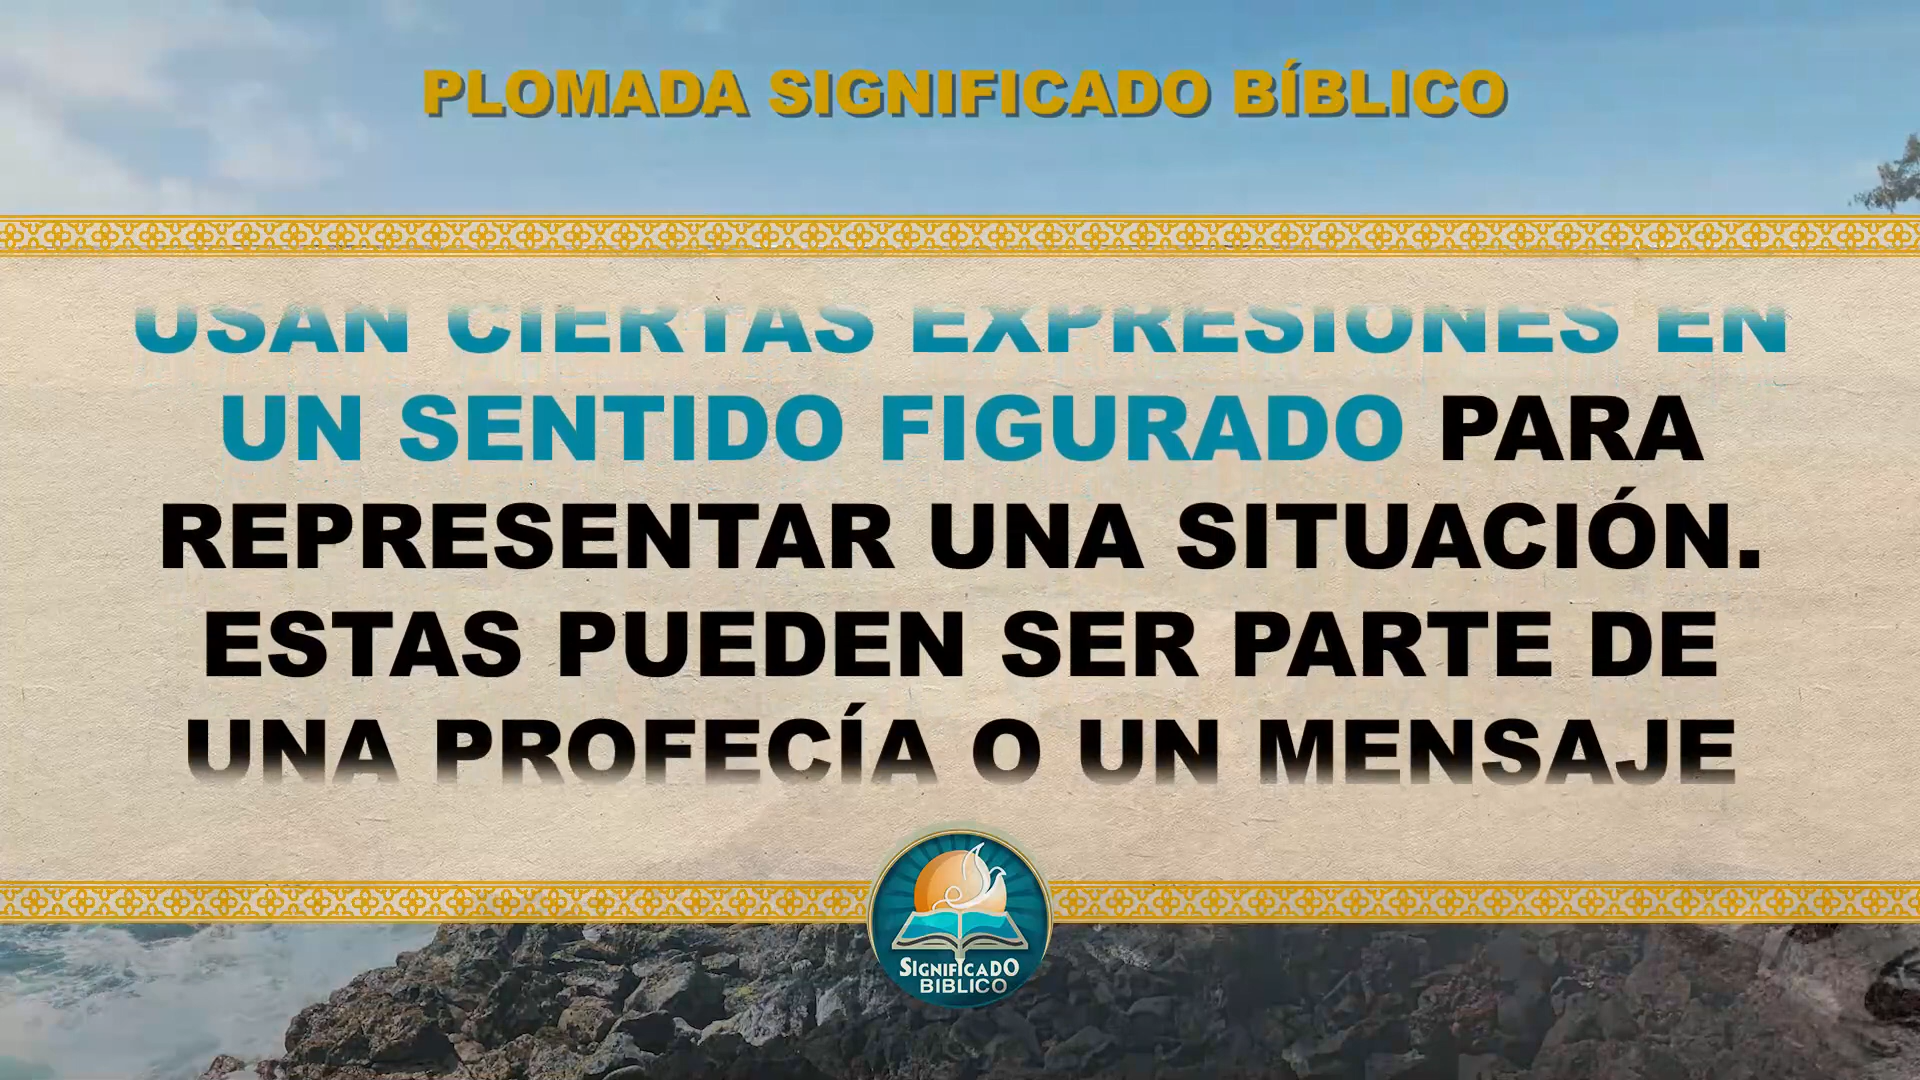 PLOMADA SIGNIFICADO BÍBLICO
USAN CIERTAS EXPRESIONES EN
UN SENTIDO FIGURADO PARA
REPRESENTAR UNA SITUACIÓN.
ESTAS PUEDEN SER PARTE DE
UNA PROFECÍA O UN MENSAJE
SIGNIFICADO
BIBLICO